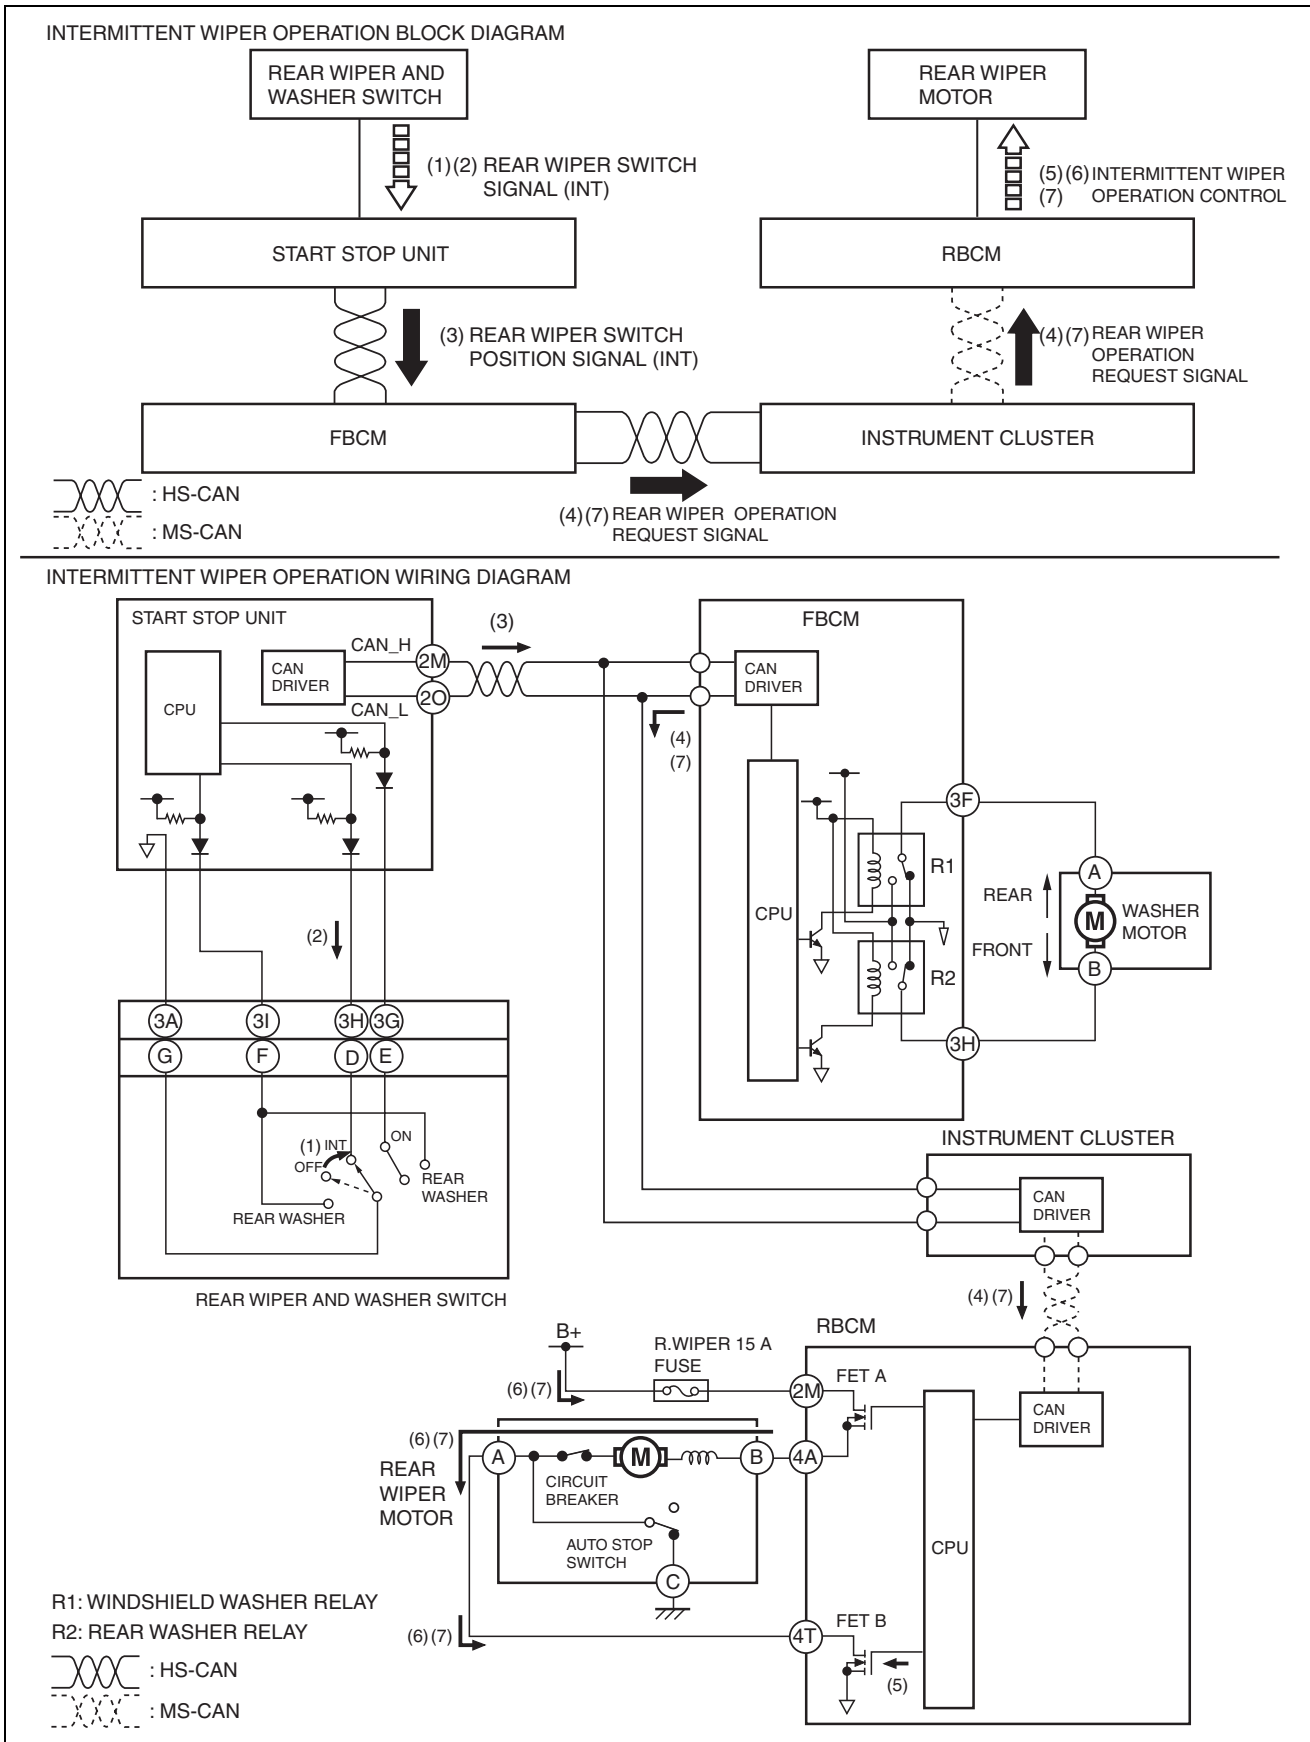 INTERMITTENT WIPER OPERATION BLOCK DIAGRAM
REAR WIPER AND
WASHER SWITCH
REAR WIPER
MOTOR
(1)(2) REAR WIPER SWITCH
SIGNAL (INT)
(5)(6) INTERMITTENT WIPER
(7) OPERATION CONTROL
START STOP UNIT
RBCM
(3) REAR WIPER SWITCH
POSITION SIGNAL (INT)
(4)(7) REAR WIPER
OPERATION
REQUEST SIGNAL
FBCM
INSTRUMENT CLUSTER
: HS-CAN
: MS-CAN
(4)(7) REAR WIPER OPERATION
REQUEST SIGNAL
INTERMITTENT WIPER OPERATION WIRING DIAGRAM
START STOP UNIT
CPU
CAN
DRIVER
CAN_H
CAN_L
2M
2O
(3)
(4)
(7)
FBCM
CAN
DRIVER
CPU
R1
R2
3F
3H
REAR
FRONT
A
M
B
WASHER
MOTOR
(2)
3A
3I
3H
3G
G
F
D
E
(1) INT
OFF
ON
REAR
WASHER
REAR WASHER
REAR WIPER AND WASHER SWITCH
INSTRUMENT CLUSTER
CAN
DRIVER
(4)(7)
RBCM
B+
R.WIPER 15 A
FUSE
(6)(7)
2M
FET A
CPU
CAN
DRIVER
(6)(7)
REAR
WIPER
MOTOR
A
M
B
4A
CIRCUIT
BREAKER
AUTO STOP
SWITCH
C
(6)(7)
4T
FET B
(5)
R1: WINDSHIELD WASHER RELAY
R2: REAR WASHER RELAY
: HS-CAN
: MS-CAN